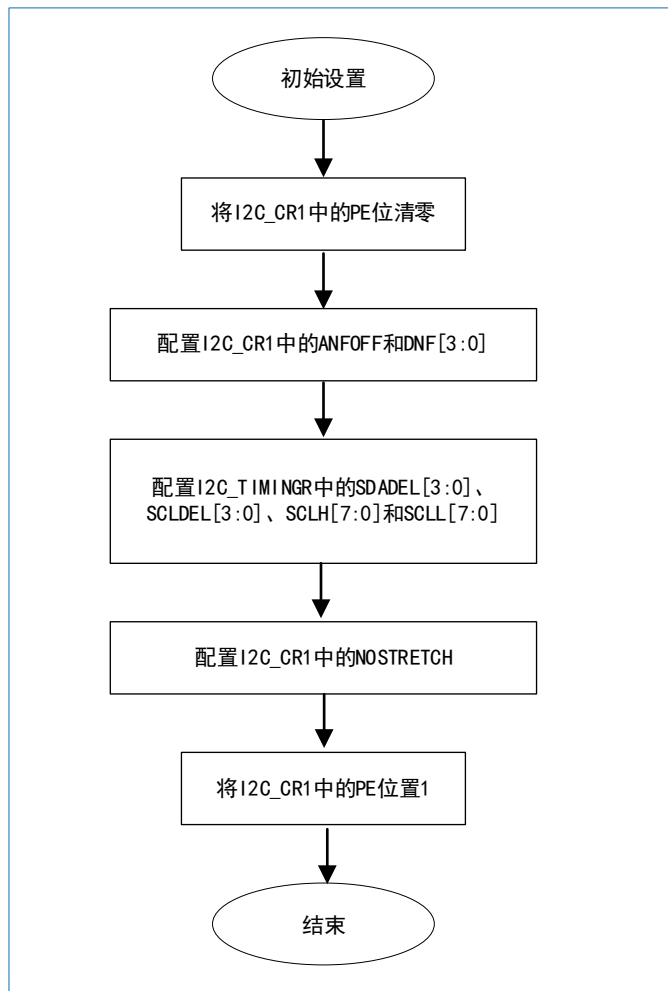 初始设置
将I2C_CR1中的PE位清零
配置I2C_CR1中的ANFOFF和DNF[3:0]
配置I2C_TIMINGR中的SDADEL[3:0]、
SCLDEL[3:0]、SCLH[7:0]和SCLL[7:0]
配置I2C_CR1中的NOSTRETCH
将I2C_CR1中的PE位置1
结束